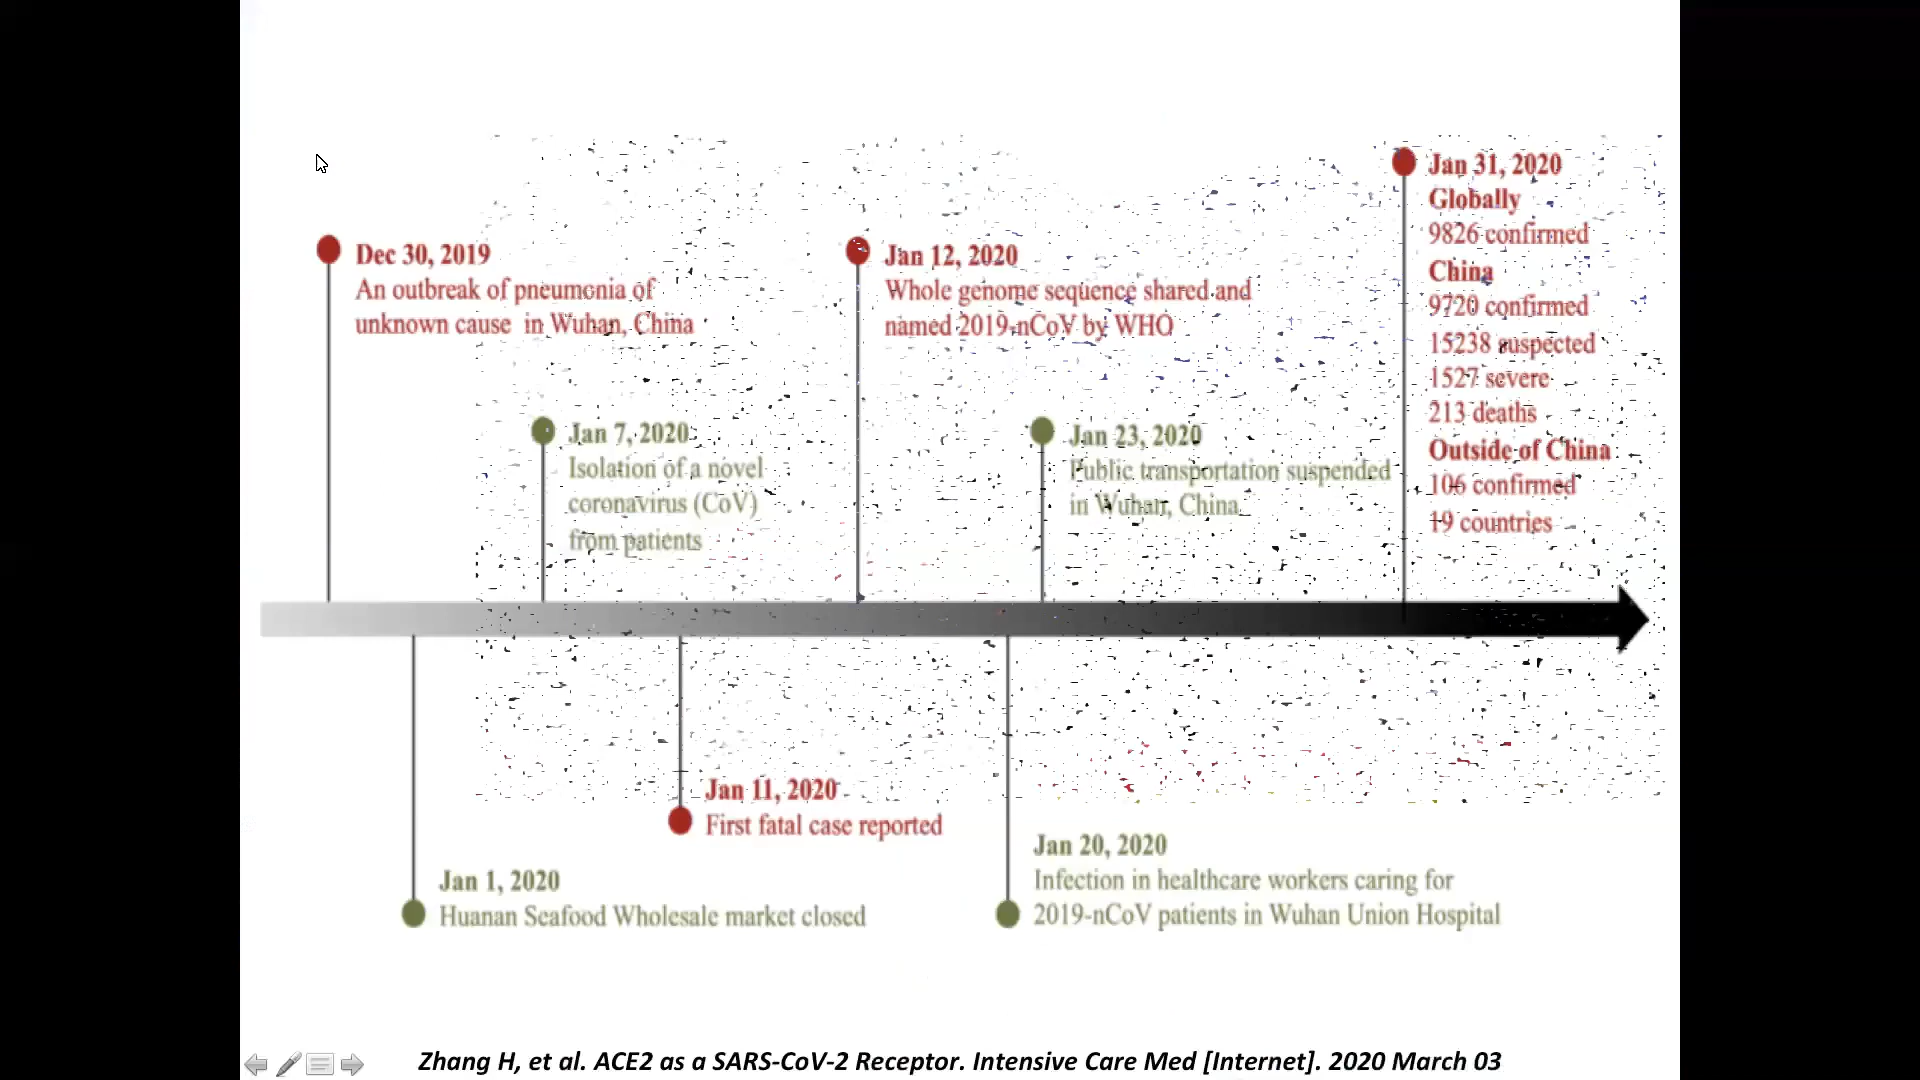 Dec 30, 2019
An outbreak of pneumonia of
unknown cause in Wuhan, China
Jan 7, 2020
Isolation of a novel
coronavirus (CoV)
from patients
Jan 12, 2020
Whole genome sequence shared and
named 2019-nCoV by WHO
Jan 23, 2020
Public transportation suspended
in Wuhan, China
Jan 31, 2020
Globally
9826 confirmed
China
9720 confirmed
15238 suspected
1527 severe
213 deaths
Outside of China
106 confirmed
19 countries
Jan 1, 2020
Huanan Seafood Wholesale market closed
Jan 11, 2020
First fatal case reported
Jan 20, 2020
Infection in healthcare workers caring for
2019-nCoV patients in Wuhan Union Hospital
Zhang H, et al. ACE2 as a SARS-CoV-2 Receptor. Intensive Care Med [Internet]. 2020 March 03